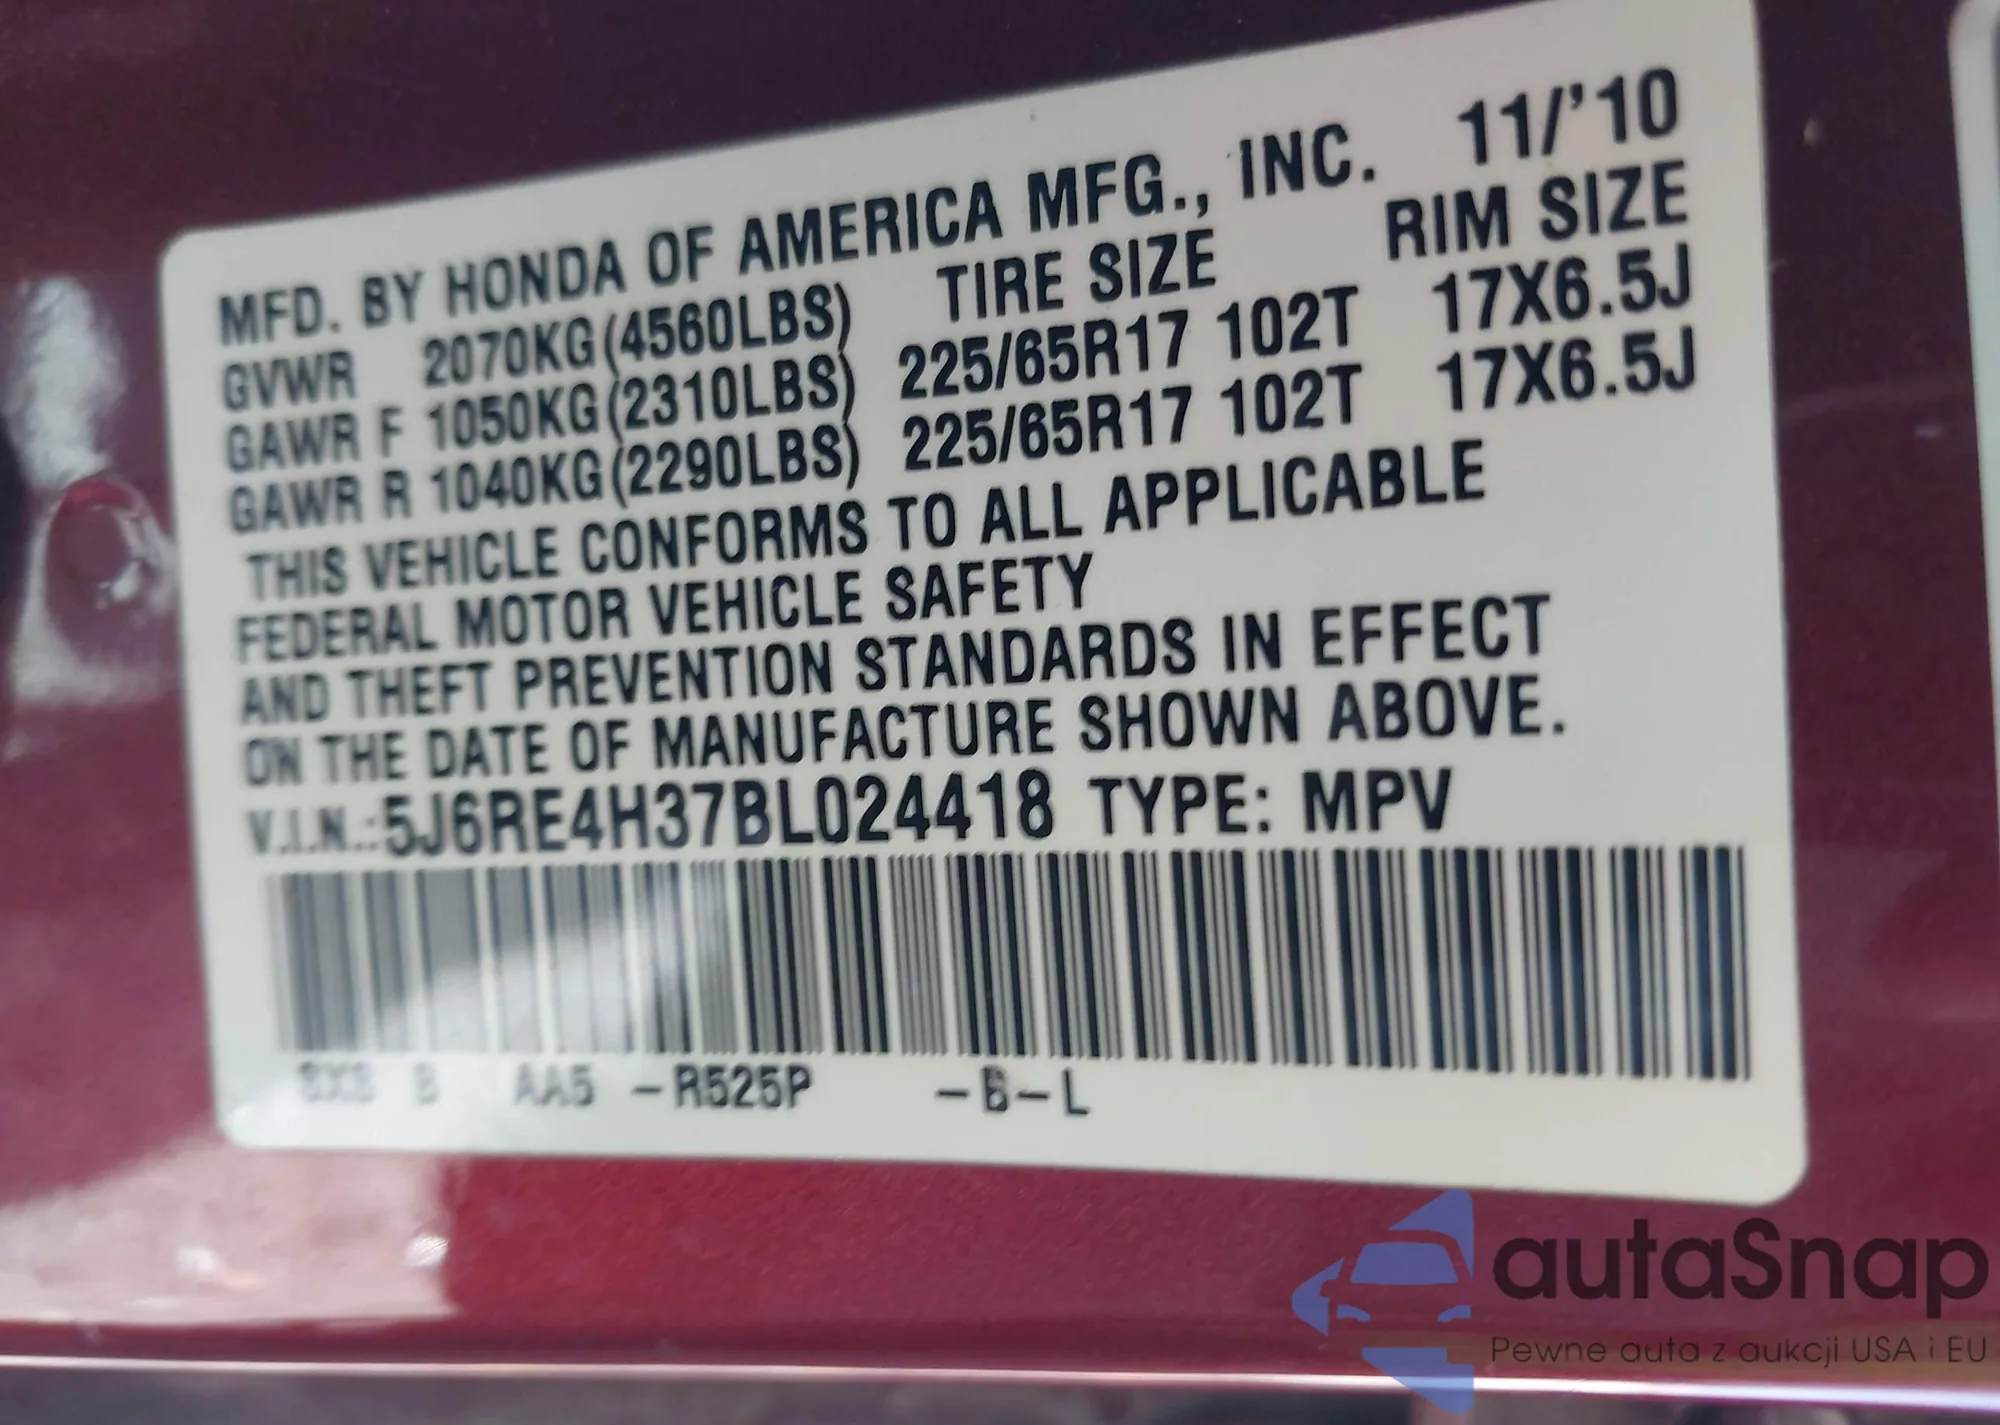 MFD. BY HONDA OF AMERICA MFG., INC. 11/'10
GVWR 2070KG(4560LBS) TIRE SIZE RIM SIZE
GAWR F 1050KG(2310LBS) 225/65R17 102T 17X6.5J
GAWR R 1040KG(2290LBS) 225/65R17 102T 17X6.5J
THIS VEHICLE CONFORMS TO ALL APPLICABLE
FEDERAL MOTOR VEHICLE SAFETY
AND THEFT PREVENTION STANDARDS IN EFFECT
ON THE DATE OF MANUFACTURE SHOWN ABOVE.
V.I.N.:5J6RE4H37BL024418 TYPE: MPV
B AA5 -R525P -B-L
autaSnap
Pewne auta z aukcji USA i EU